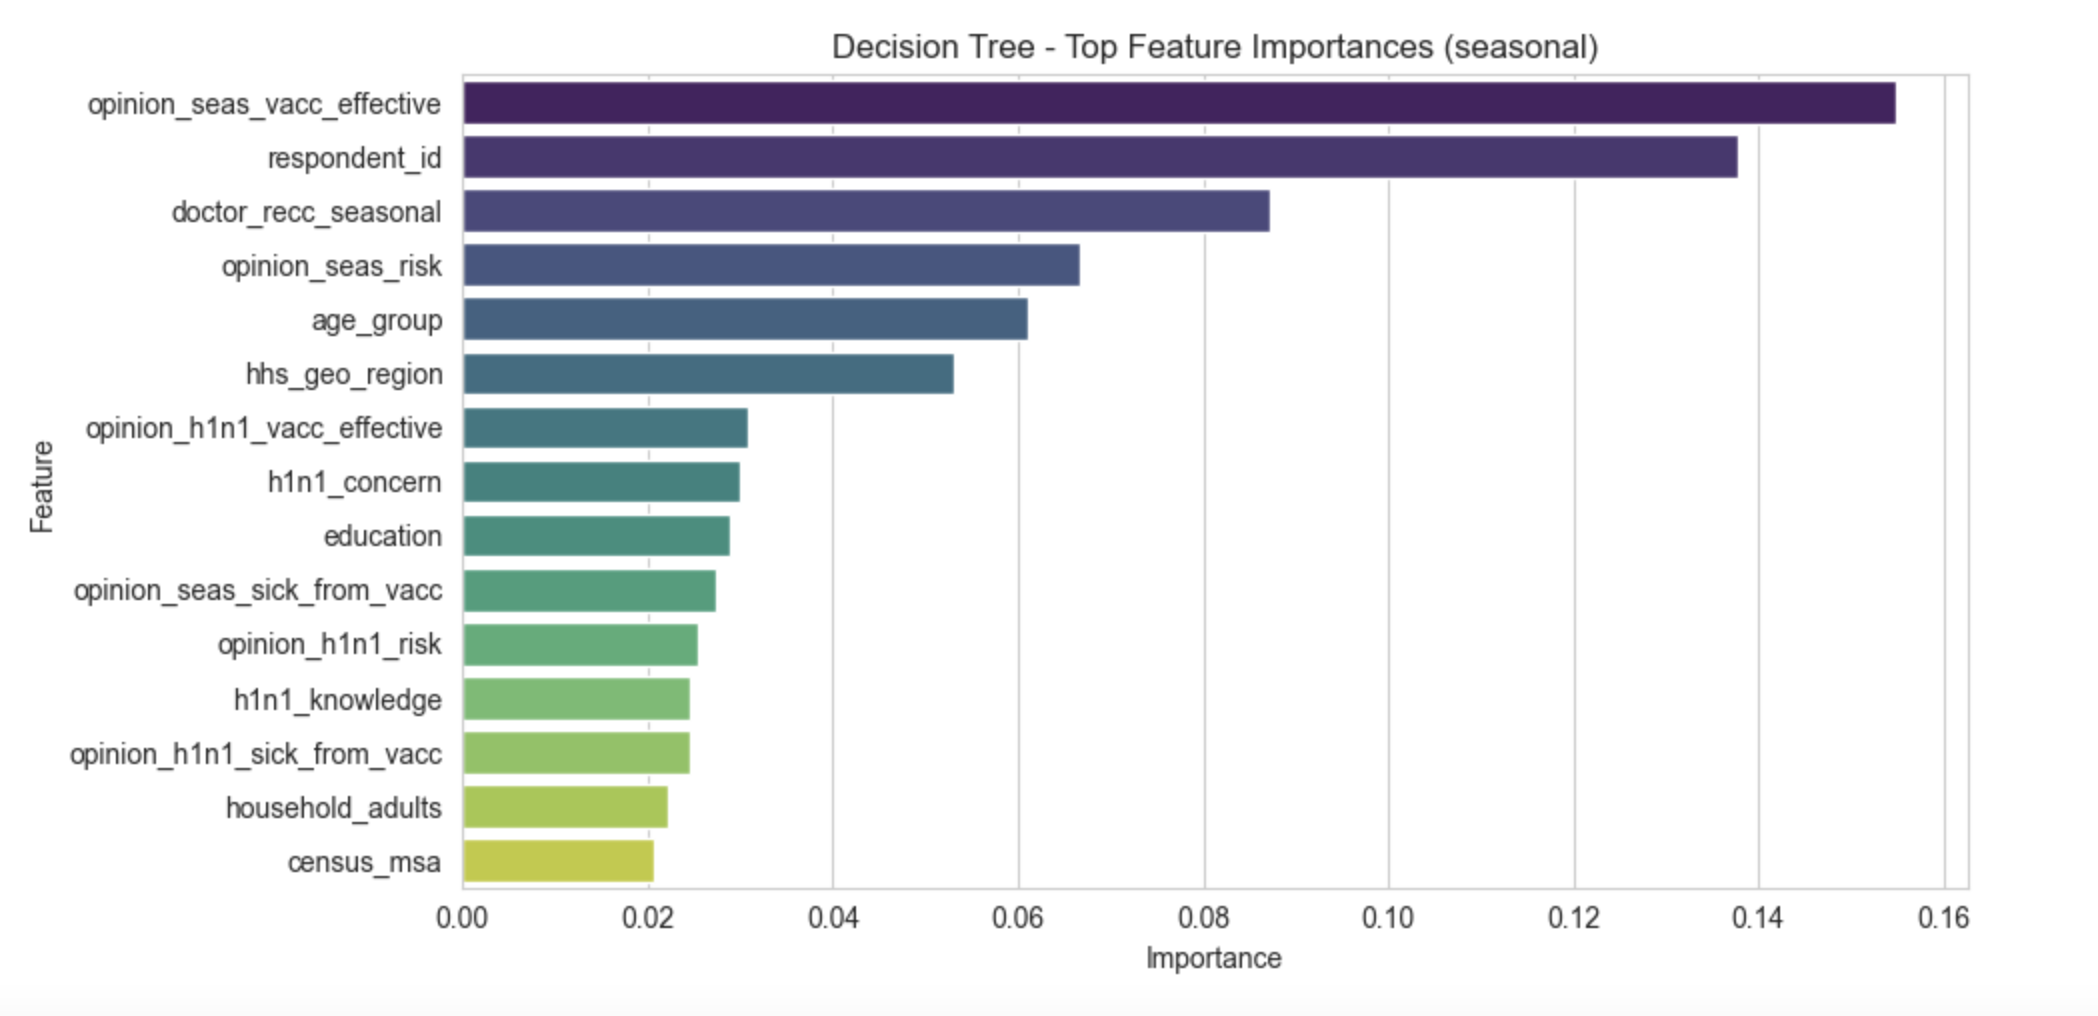 Decision Tree - Top Feature Importances (seasonal)
opinion_seas_vacc_effective
respondent_id
doctor_recc_seasonal
opinion_seas_risk
age_group
hhs_geo_region
opinion_h1n1_vacc_effective
h1n1_concern
education
opinion_seas_sick_from_vacc
opinion_h1n1_risk
h1n1_knowledge
opinion_h1n1_sick_from_vacc
household_adults
census_msa
Feature
0.00 0.02 0.04 0.06 0.08 0.10 0.12 0.14 0.16
Importance